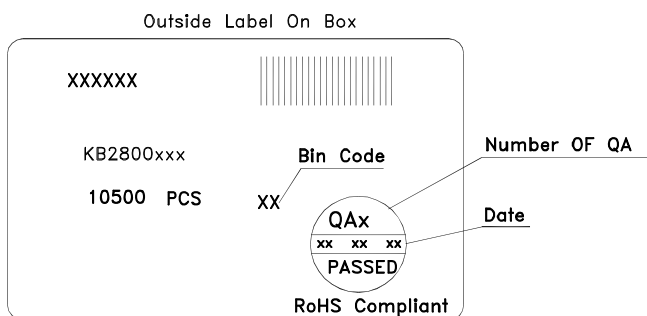 Outside Label On Box
XXXXXX
KB2800xxx
Bin Code
Number OF QA
10500 PCS
XX
QAx
Date
xx xx xx
PASSED
RoHS Compliant